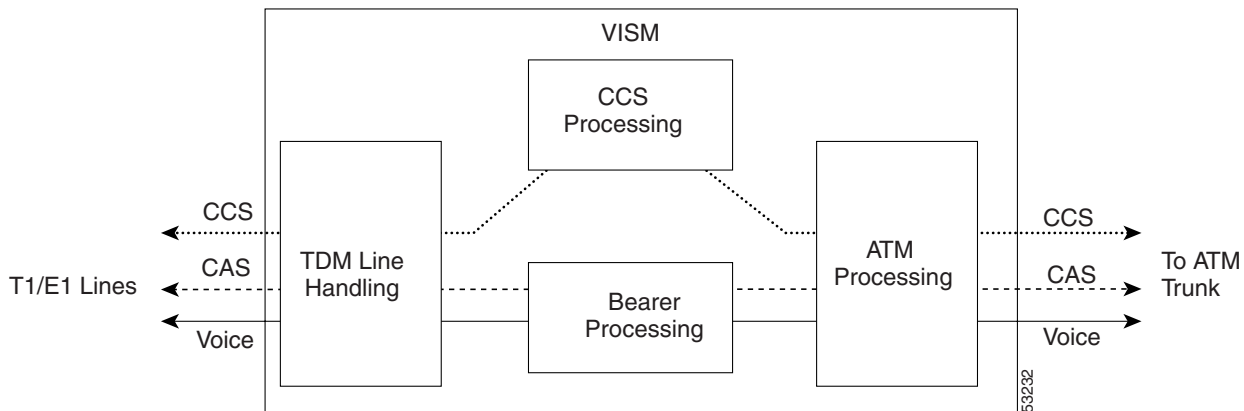 VISM
CCS
Processing
CCS
CAS
Voice
T1/E1 Lines
TDM Line
Handling
Bearer
Processing
ATM
Processing
CCS
CAS
Voice
To ATM
Trunk
53232